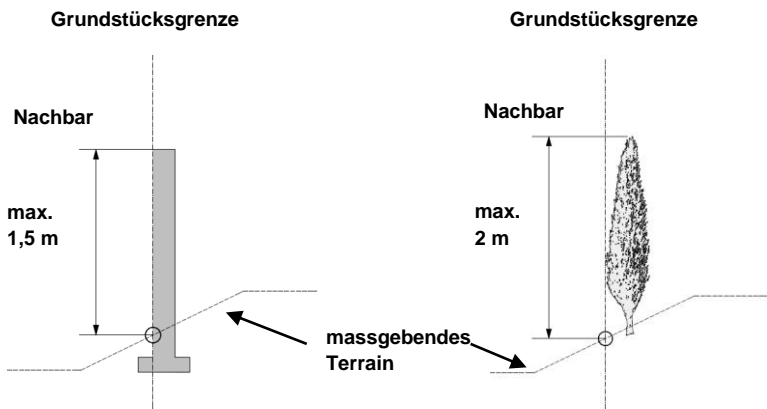 Grundstücksgrenze
Nachbar
max.
1,5 m
Grundstücksgrenze
Nachbar
max.
2 m
massgebendes
Terrain